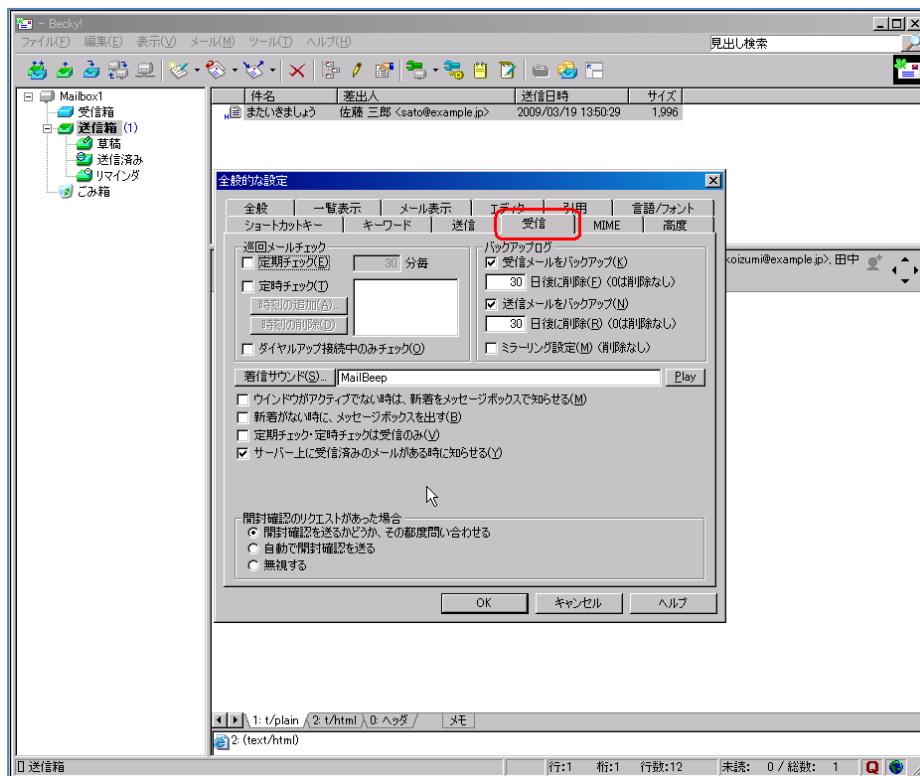 - Becky!
ファイル(F) 編集(E) 表示(V) メール(M) ツール(T) ヘルプ(H)
見出し検索
Mailbox1
受信箱
送信箱 (1)
草稿
送信済み
リマインダ
ごみ箱
件名 差出人 送信日時 サイズ
またいきましょう 佐藤 三郎 <sato@example.jp> 2009/03/19 13:50:29 1,996
koizumi@example.jp>, 田中
全般的な設定
全般 一覧表示 メール表示 エディタ 引用 言語/フォント
ショートカットキー キーワード 送信 受信 MIME 高度
巡回メールチェック
定期チェック(E) 30 分毎
定時チェック(T)
時刻の追加(A)...
時刻の削除(D)
ダイヤルアップ接続中のみチェック(O)
バックアップログ
受信メールをバックアップ(K)
30 日後に削除(F) (0は削除なし)
送信メールをバックアップ(N)
30 日後に削除(R) (0は削除なし)
ミラーリング設定(M) (削除なし)
着信サウンド(S)... MailBeep Play
ウインドウがアクティブでない時は、新着をメッセージボックスで知らせる(M)
新着がない時に、メッセージボックスを出す(B)
定期チェック・定時チェックは受信のみ(V)
サーバー上に受信済みのメールがある時に知らせる(Y)
開封確認のリクエストがあった場合
開封確認を送るかどうか、その都度問い合わせる
自動で開封確認を送る
無視する
OK キャンセル ヘルプ
1: t/plain 2: t/html 0: ヘッダ メモ
2: (text/html)
送信箱 行:1 桁:1 行数:12 未読: 0 / 総数: 1 Q